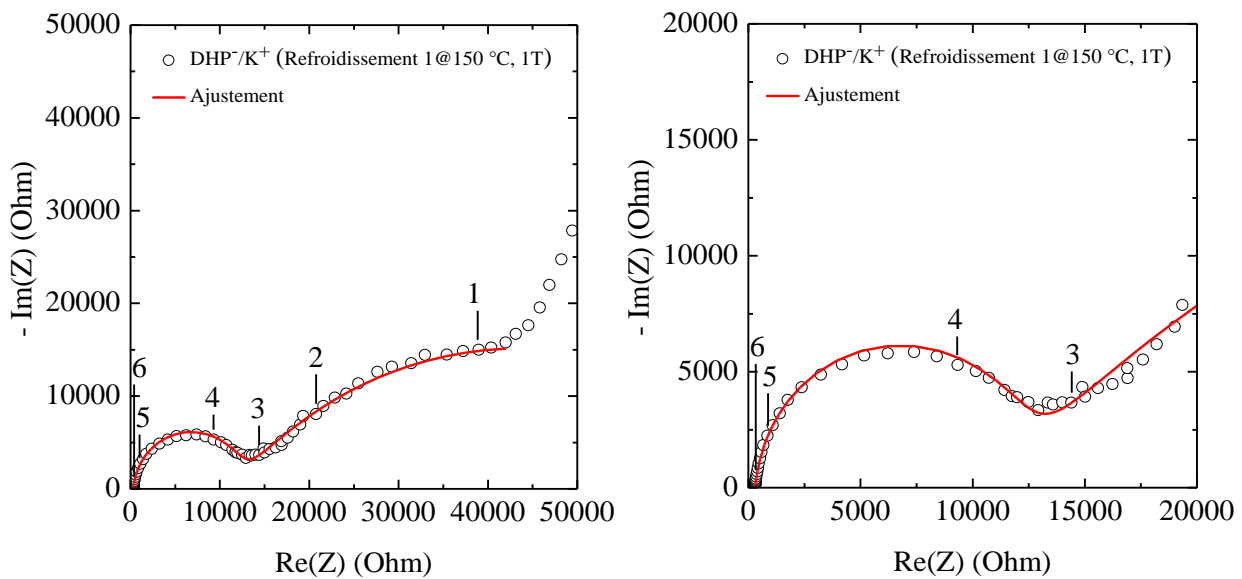 50000
40000
30000
20000
10000
0
- Im(Z) (Ohm)
DHP⁻/K⁺ (Refroidissement 1@150 °C, 1T)
Ajustement
6
5
4
3
2
1
0 10000 20000 30000 40000 50000
Re(Z) (Ohm)
20000
15000
10000
5000
0
- Im(Z) (Ohm)
DHP⁻/K⁺ (Refroidissement 1@150 °C, 1T)
Ajustement
6
5
4
3
0 5000 10000 15000 20000
Re(Z) (Ohm)